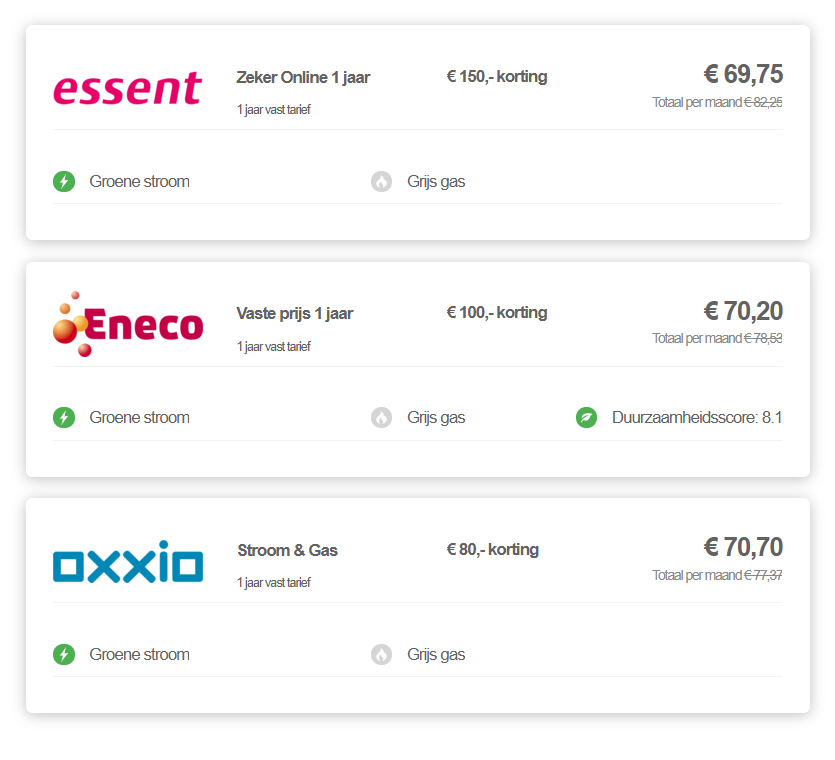 essent
Zeker Online 1 jaar
€ 150,- korting
€ 69,75
1 jaar vast tarief
Totaal per maand € 82,25
Groene stroom
Grijs gas
Eneco
Vaste prijs 1 jaar
€ 100,- korting
€ 70,20
1 jaar vast tarief
Totaal per maand € 78,53
Groene stroom
Grijs gas
Duurzaamheidsscore: 8.1
oxxio
Stroom & Gas
€ 80,- korting
€ 70,70
1 jaar vast tarief
Totaal per maand € 77,37
Groene stroom
Grijs gas